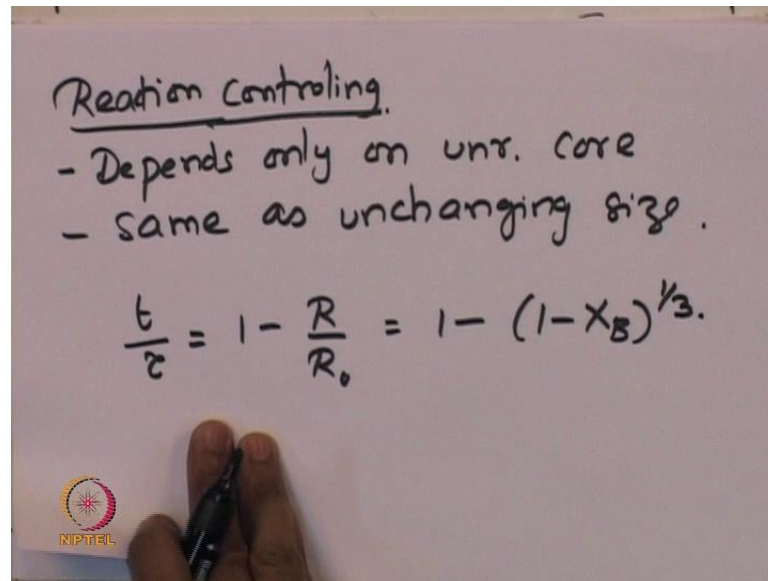 Reation Controling.
- Depends only on unr. core
- same as unchanging size.
t/τ = 1 - R/R₀ = 1 - (1-X_B)^1/3.
NPTEL